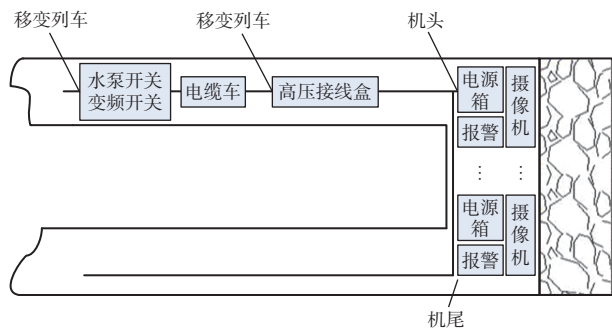 移变列车
移变列车
机头
水泵开关
变频开关
电缆车
高压接线盒
电源
箱
摄
像
机
报警
⋮
⋮
电源
箱
摄
像
机
报警
机尾